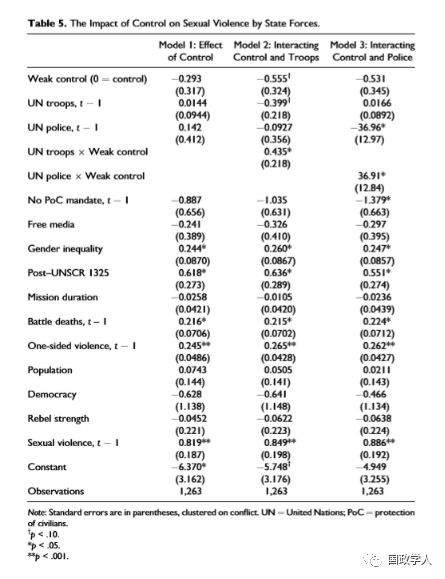 Table 5. The Impact of Control on Sexual Violence by State Forces.
Model 1: Effect of Control
Model 2: Interacting Control and Troops
Model 3: Interacting Control and Police
Weak control (0 = control) −0.293 −0.555† −0.531
(0.317) (0.324) (0.345)
UN troops, t − 1 0.0144 −0.399† 0.0166
(0.0944) (0.218) (0.0892)
UN police, t − 1 0.142 −0.0927 −36.96*
(0.412) (0.356) (12.97)
UN troops × Weak control 0.435*
(0.218)
UN police × Weak control 36.91*
(12.84)
No PoC mandate, t − 1 −0.887 −1.035 −1.379*
(0.656) (0.631) (0.663)
Free media −0.241 −0.326 −0.297
(0.389) (0.410) (0.395)
Gender inequality 0.244* 0.260* 0.247*
(0.0870) (0.0867) (0.0857)
Post–UNSCR 1325 0.618* 0.636* 0.551*
(0.273) (0.289) (0.274)
Mission duration −0.0258 −0.0105 −0.0236
(0.0421) (0.0420) (0.0439)
Battle deaths, t − 1 0.216* 0.215* 0.224*
(0.0706) (0.0702) (0.0712)
One-sided violence, t − 1 0.245** 0.265** 0.262**
(0.0486) (0.0428) (0.0427)
Population 0.0743 0.0505 0.0211
(0.144) (0.141) (0.143)
Democracy −0.628 −0.641 −0.466
(1.138) (1.148) (1.134)
Rebel strength −0.0452 −0.0622 −0.0638
(0.221) (0.223) (0.224)
Sexual violence, t − 1 0.819** 0.849** 0.886**
(0.187) (0.198) (0.192)
Constant −6.370* −5.748† −4.949
(3.162) (3.176) (3.255)
Observations 1,263 1,263 1,263
Note: Standard errors are in parentheses, clustered on conflict. UN = United Nations; PoC = protection
of civilians.
†p < .10.
*p < .05.
**p < .001.
国政学人